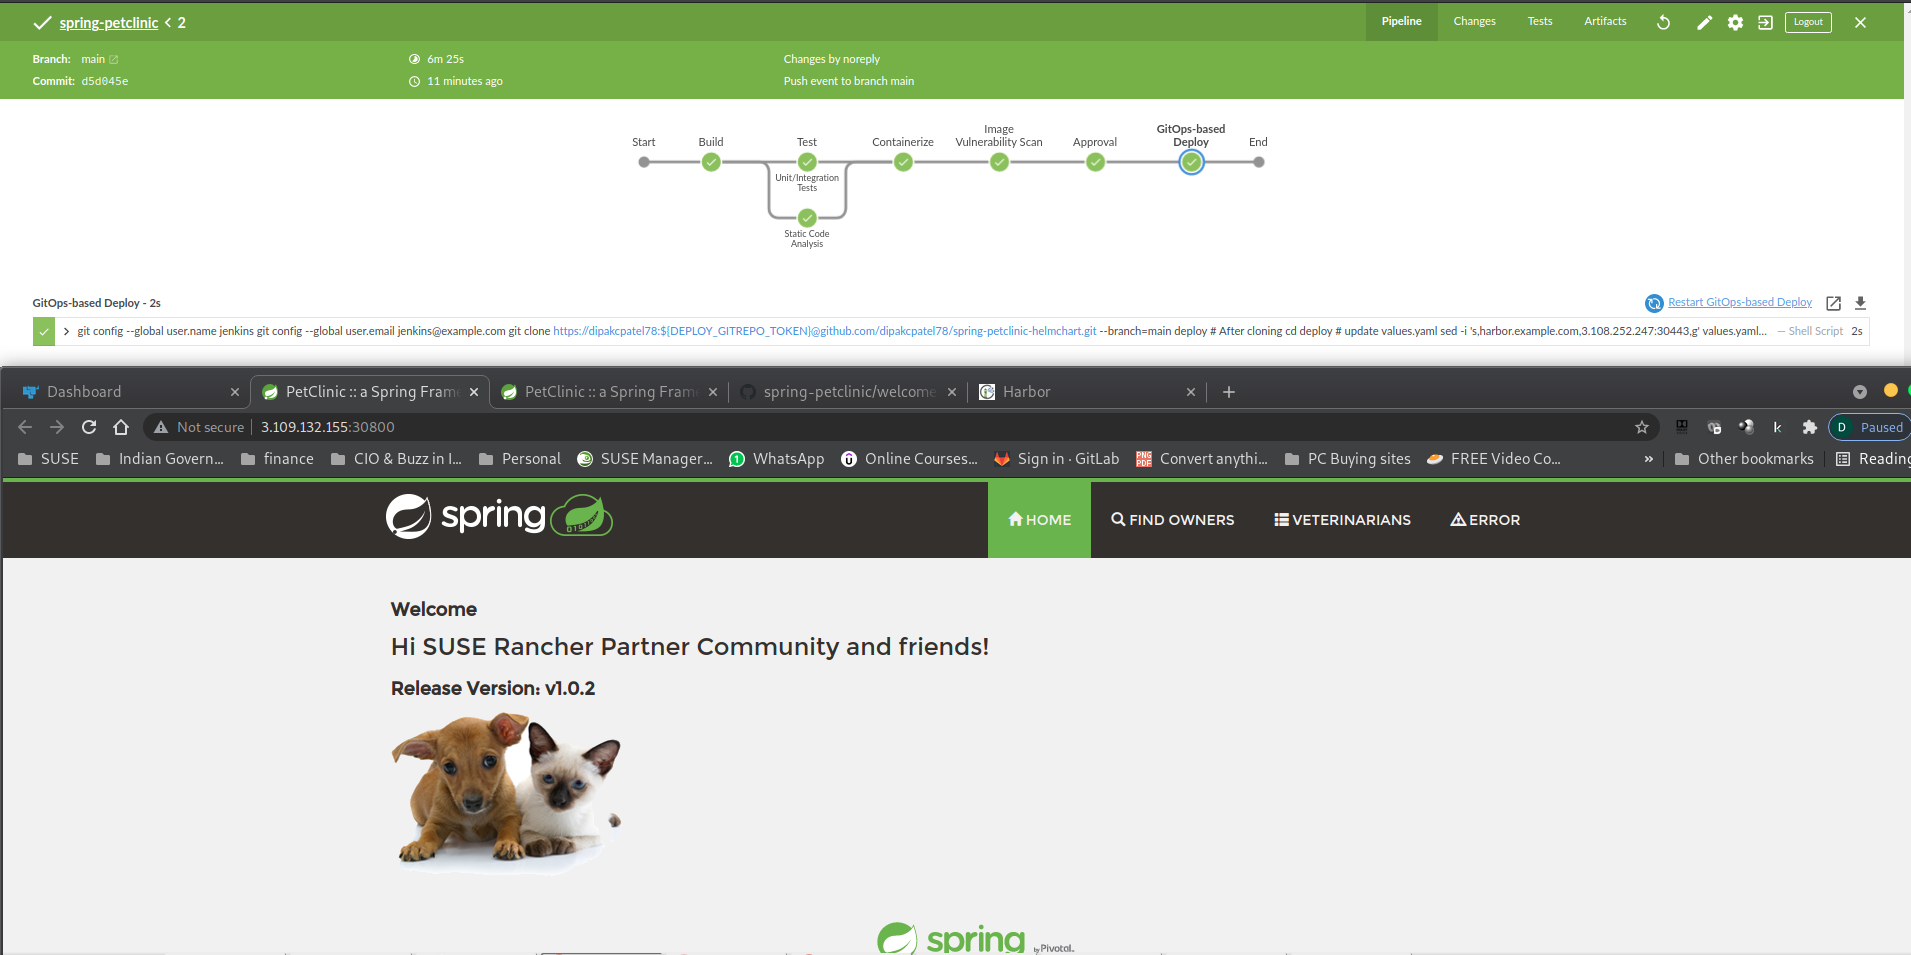 spring-petclinic < 2
Pipeline Changes Tests Artifacts Logout
Branch: main 6m 25s Changes by noreply
Commit: d5d045e 11 minutes ago Push event to branch main
Start Build Test Containerize Image Vulnerability Scan Approval GitOps-based Deploy End
Unit/Integration Tests
Static Code Analysis
GitOps-based Deploy - 2s Restart GitOps-based Deploy
git config --global user.name jenkins git config --global user.email jenkins@example.com git clone https://dipakcpatel78:${DEPLOY_GITREPO_TOKEN}@github.com/dipakcpatel78/spring-petclinic-helmchart.git --branch=main deploy # After cloning cd deploy # update values.yaml sed -i 's,harbor.example.com,3.108.252.247:30443,g' values.yaml... — Shell Script 2s
Dashboard PetClinic :: a Spring Frame PetClinic :: a Spring Frame spring-petclinic/welcome Harbor
Not secure 3.109.132.155:30800 D Paused
SUSE Indian Govern... finance CIO & Buzz in I... Personal SUSE Manager... WhatsApp Online Courses... Sign in · GitLab Convert anythi... PC Buying sites FREE Video Co... » Other bookmarks Reading
spring HOME FIND OWNERS VETERINARIANS ERROR
Welcome
Hi SUSE Rancher Partner Community and friends!
Release Version: v1.0.2
spring by Pivotal.